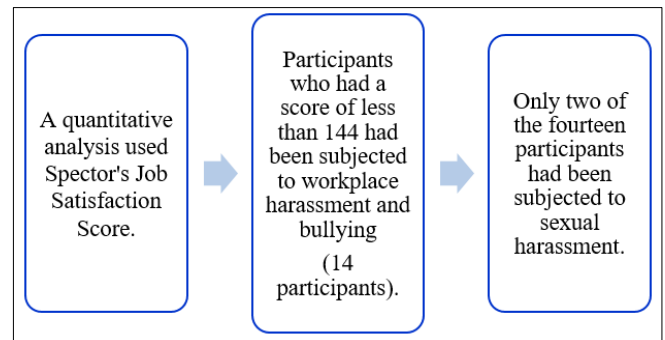 A quantitative
analysis used
Spector's Job
Satisfaction
Score.
Participants
who had a
score of less
than 144 had
been subjected
to workplace
harassment and
bullying
(14
participants).
Only two of
the fourteen
participants
had been
subjected to
sexual
harassment.